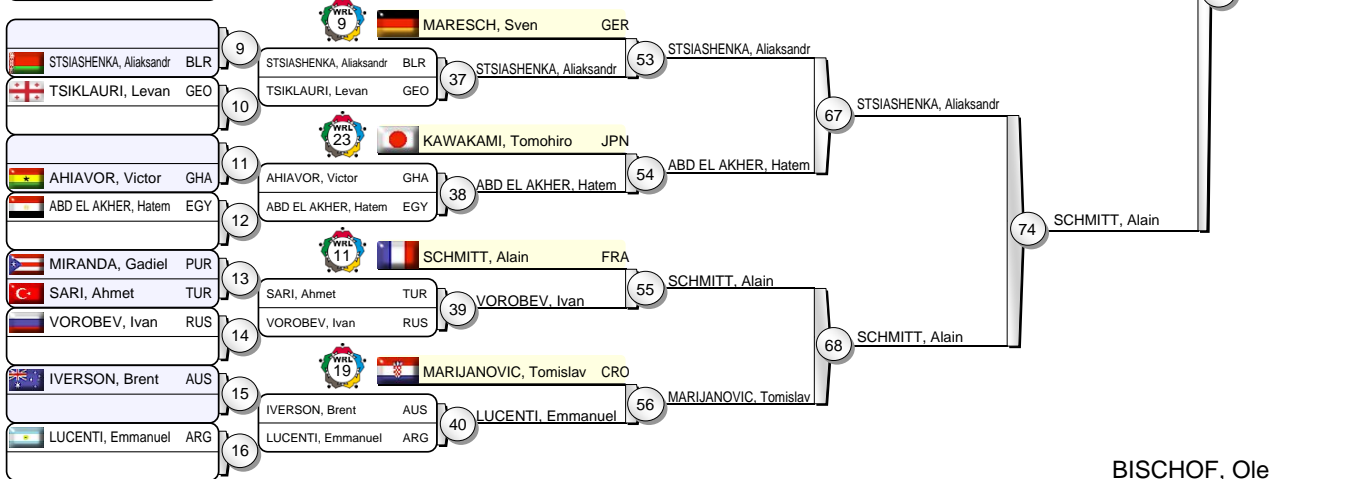 WRL
9
MARESCH, Sven GER
9
STSIASHENKA, Aliaksandr BLR
STSIASHENKA, Aliaksandr BLR
TSIKLAURI, Levan GEO
37
STSIASHENKA, Aliaksandr
53
STSIASHENKA, Aliaksandr
TSIKLAURI, Levan GEO
10
67
STSIASHENKA, Aliaksandr
WRL
23
KAWAKAMI, Tomohiro JPN
11
AHIAVOR, Victor GHA
AHIAVOR, Victor GHA
ABD EL AKHER, Hatem EGY
38
ABD EL AKHER, Hatem
54
ABD EL AKHER, Hatem
ABD EL AKHER, Hatem EGY
12
74
SCHMITT, Alain
WRL
11
SCHMITT, Alain FRA
MIRANDA, Gadiel PUR
13
SARI, Ahmet TUR
SARI, Ahmet TUR
VOROBEV, Ivan RUS
39
VOROBEV, Ivan
55
SCHMITT, Alain
VOROBEV, Ivan RUS
14
68
SCHMITT, Alain
WRL
19
MARIJANOVIC, Tomislav CRO
IVERSON, Brent AUS
15
IVERSON, Brent AUS
LUCENTI, Emmanuel ARG
40
LUCENTI, Emmanuel
56
MARIJANOVIC, Tomislav
LUCENTI, Emmanuel ARG
16
BISCHOF, Ole